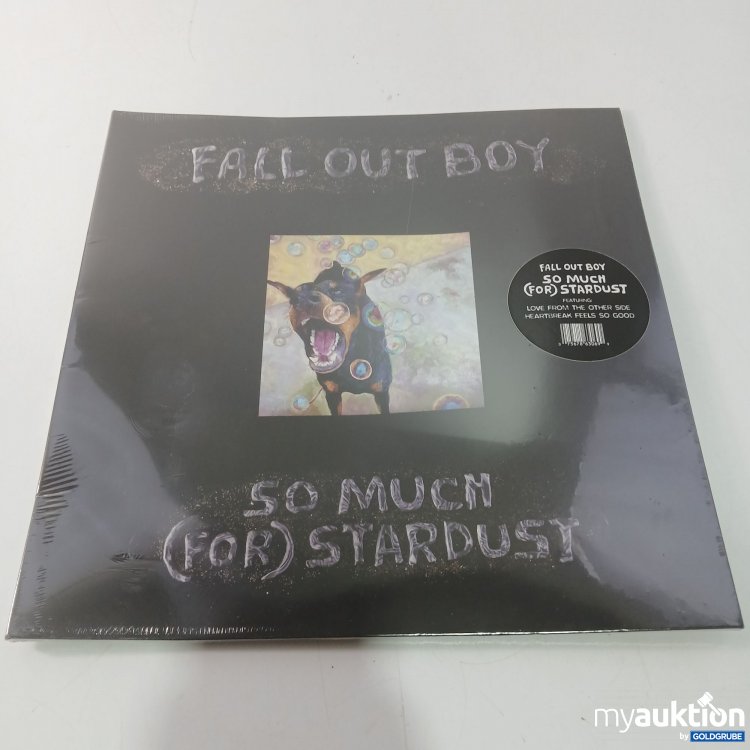 FALL OUT BOY
FALL OUT BOY
SO MUCH
(FOR) STARDUST
FEATURING
LOVE FROM THE OTHER SIDE
HEARTBREAK FEELS SO GOOD
SO MUCH
(FOR) STARDUST
myauktion
by GOLDGRUBE